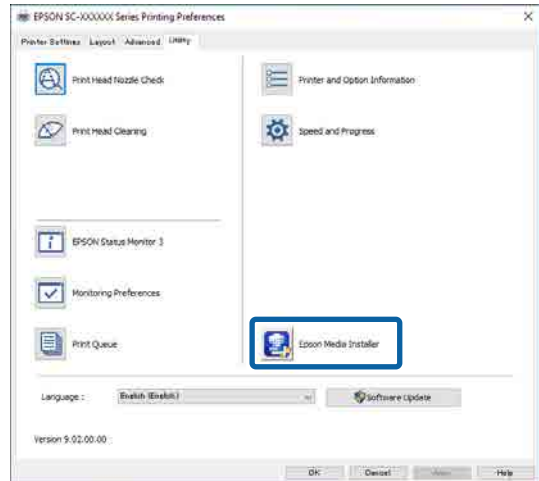 EPSON SC-XXXXXX Series Printing Preferences
Printer Settings Layout Advanced Utility
Print Head Nozzle Check
Printer and Option Information
Print Head Cleaning
Speed and Progress
EPSON Status Monitor 3
Monitoring Preferences
Print Queue
Epson Media Installer
Language : English (English) Software Update
Version 9.02.00.00
OK Cancel Apply Help